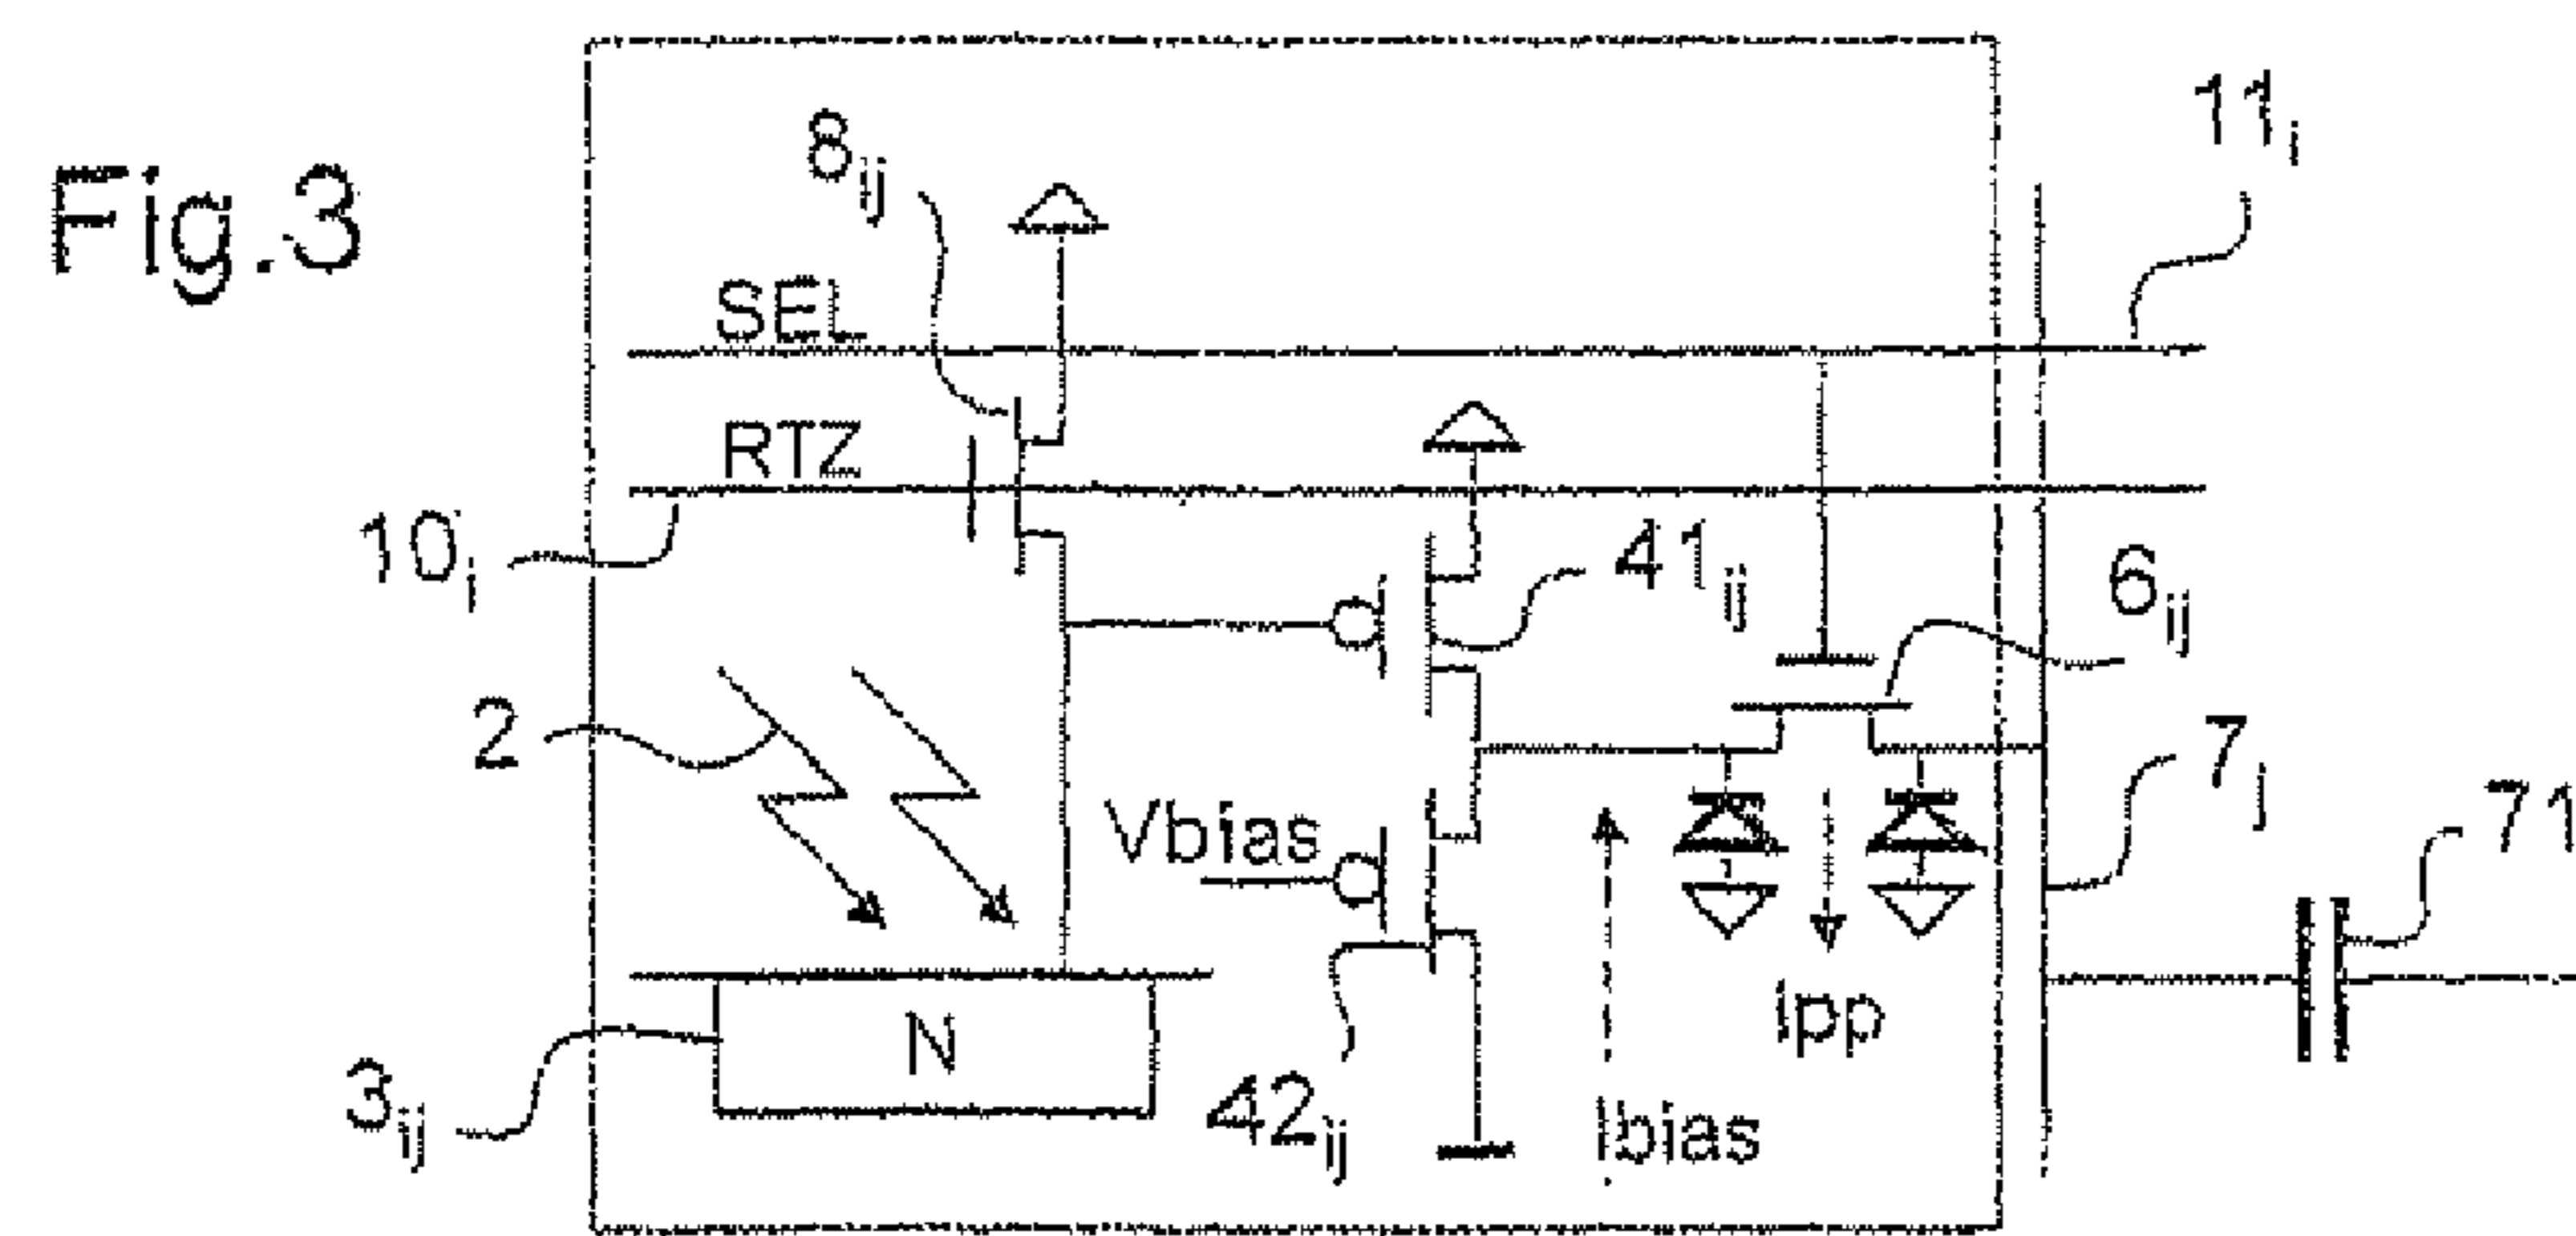 Fig.3
8ij
11i
SEL
RTZ
10i
41ij
6ij
2
7j
Vbias
71
Ipp
N
3ij
42ij
Ibias